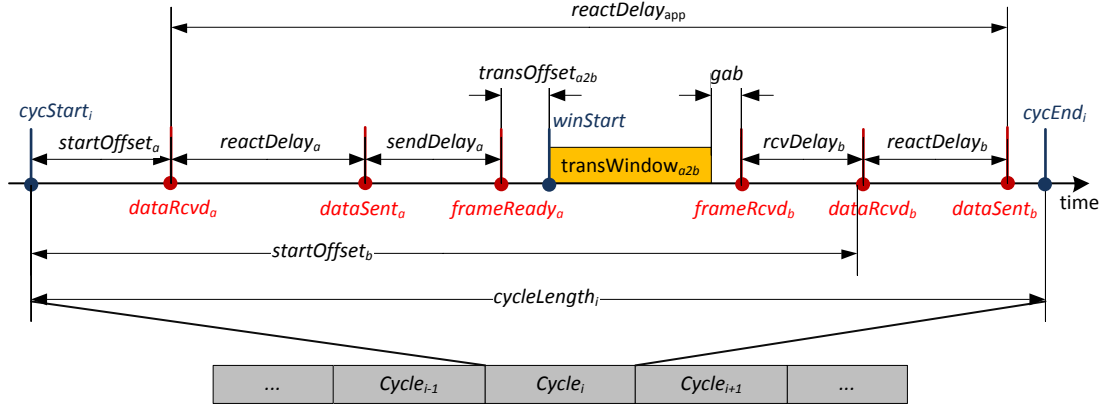 reactDelay_app
transOffset_a2b
gab
cycStart_i
winStart
cycEnd_i
startOffset_a
reactDelay_a
sendDelay_a
rcvDelay_b
reactDelay_b
transWindow_a2b
dataRcvd_a
dataSent_a
frameReady_a
frameRcvd_b
dataRcvd_b
dataSent_b
time
startOffset_b
cycleLength_i
...
Cycle_i-1
Cycle_i
Cycle_i+1
...